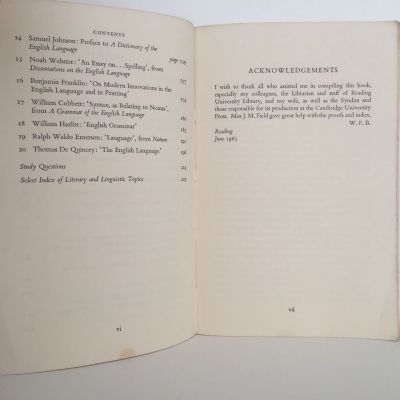 CONTENTS
14 Samuel Johnson: Preface to A Dictionary of the
English Language page 129
15 Noah Webster: 'An Essay on...Spelling', from
Dissertations on the English Language 157
16 Benjamin Franklin: 'On Modern Innovations in the
English Language and in Printing'
17 William Cobbett: 'Syntax, as Relating to Nouns',
from A Grammar of the English Language
18 William Hazlitt: 'English Grammar'
19 Ralph Waldo Emerson: 'Language', from Nature
20 Thomas De Quincey: 'The English Language'
Study Questions
Select Index of Literary and Linguistic Topics
vi
ACKNOWLEDGEMENTS
I wish to thank all who assisted me in compiling this book,
especially my colleagues, the Librarian and staff of Reading
University Library, and my wife, as well as the Syndics and
those responsible for its production at the Cambridge University
Press. Miss J. M. Field gave great help with the proofs and index.
W. F. B.
Reading
June 1965
vii